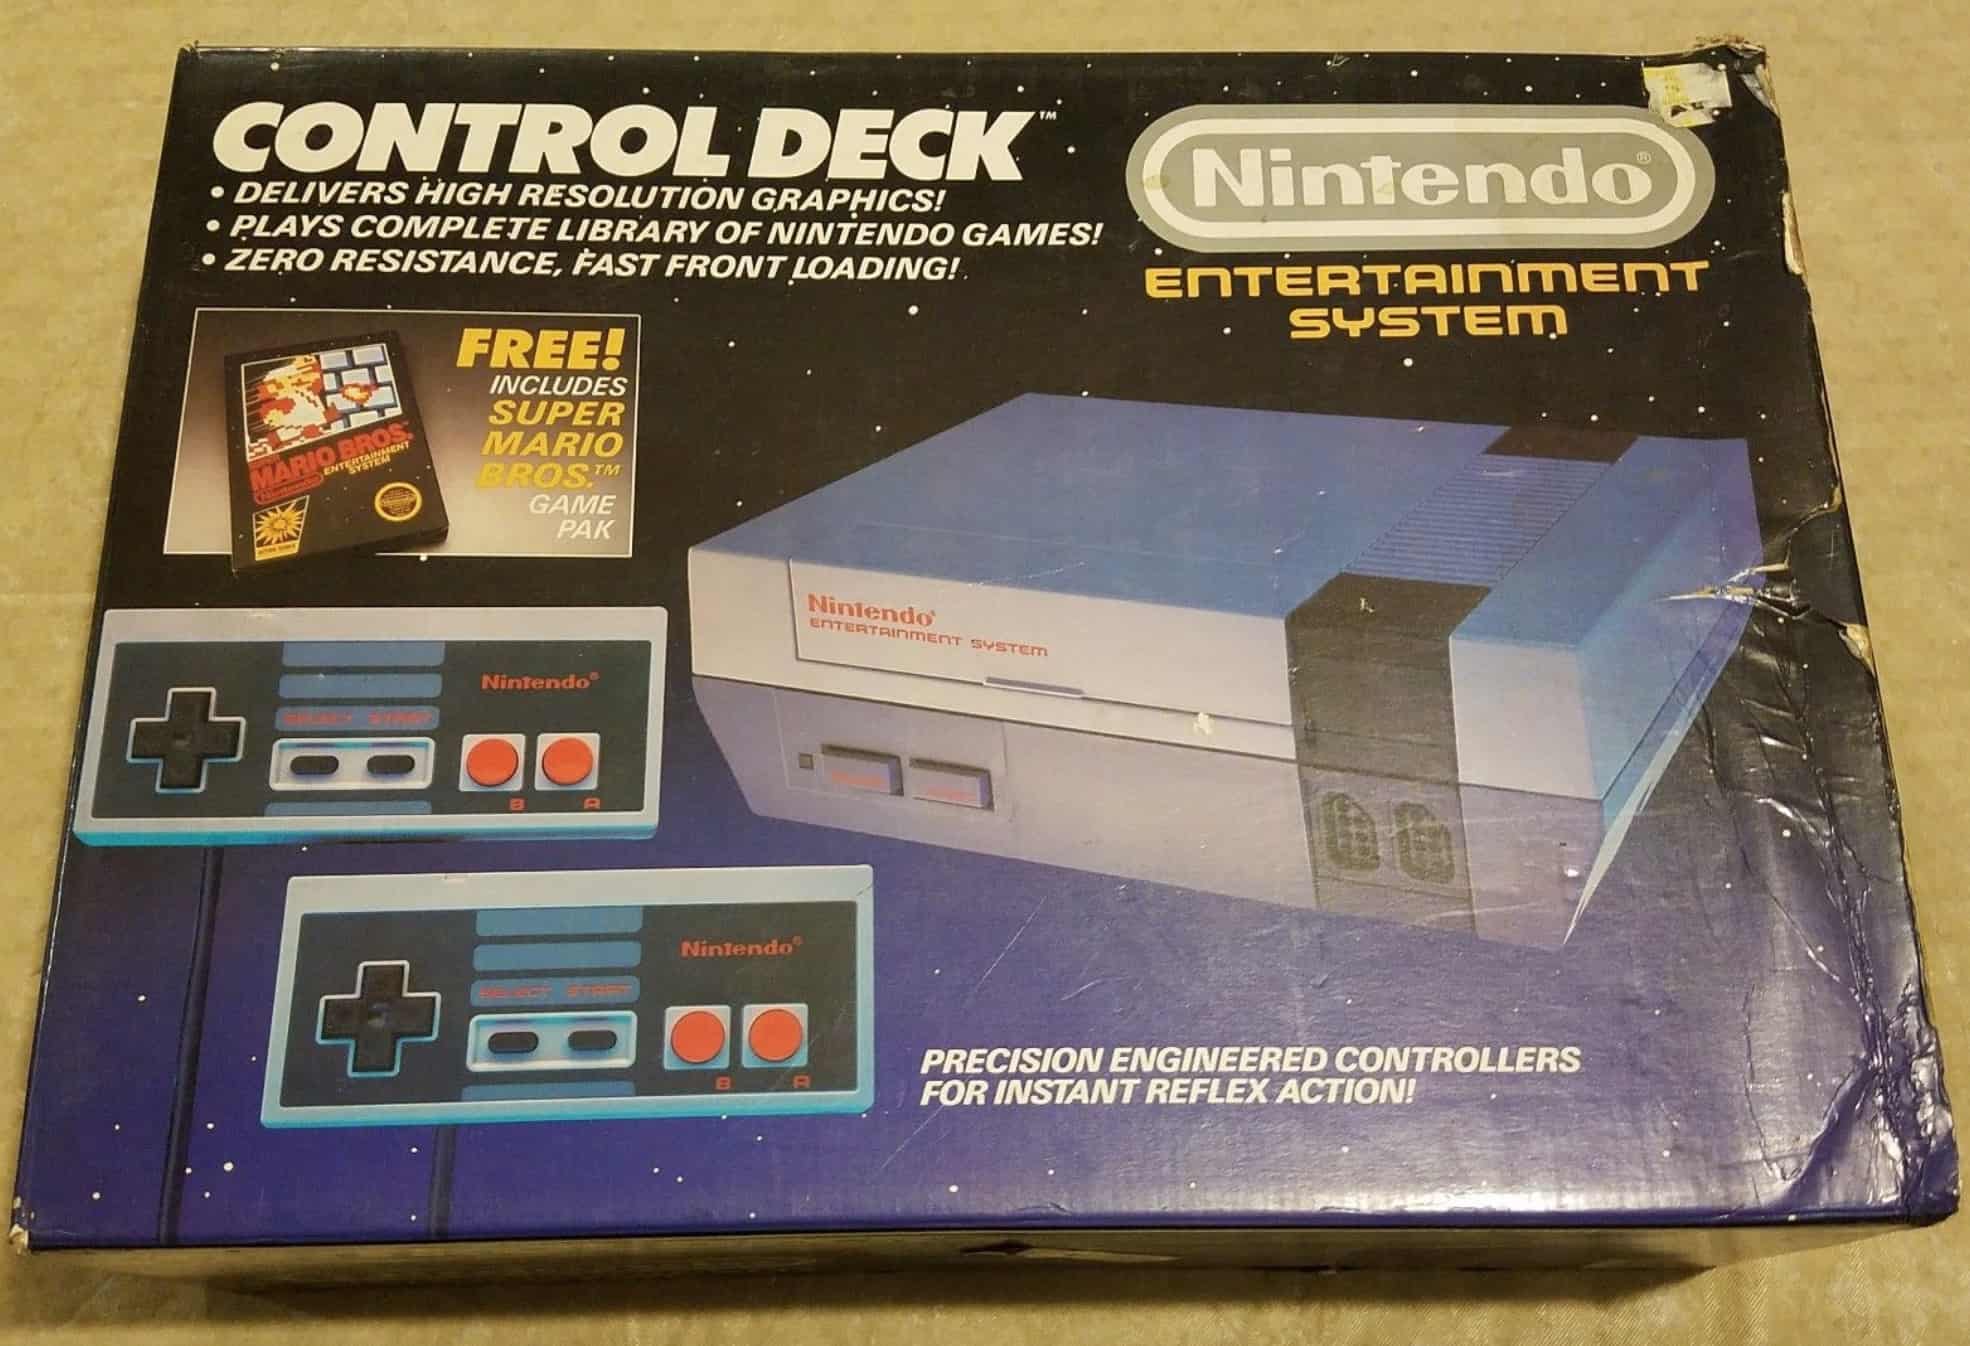 CONTROL DECK™
• DELIVERS HIGH RESOLUTION GRAPHICS!
• PLAYS COMPLETE LIBRARY OF NINTENDO GAMES!
• ZERO RESISTANCE, FAST FRONT LOADING!
Nintendo®
ENTERTAINMENT
SYSTEM
FREE!
INCLUDES
SUPER
MARIO
BROS.™
GAME
PAK
MARIO BROS.
Nintendo
ENTERTAINMENT
SYSTEM
Nintendo®
ENTERTAINMENT SYSTEM
Nintendo®
SELECT START
B A
Nintendo®
SELECT START
B A
PRECISION ENGINEERED CONTROLLERS
FOR INSTANT REFLEX ACTION!